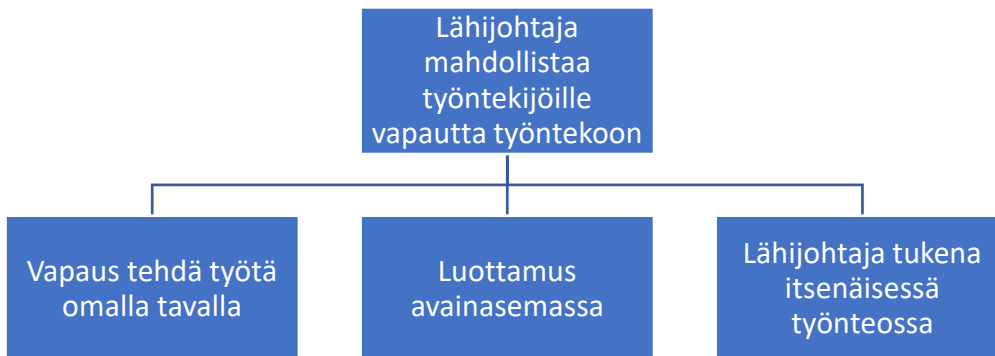 Lähijohtaja
mahdollistaa
työntekijöille
vapautta työntekoon
Vapaus tehdä työtä
omalla tavalla
Luottamus
avainasemassa
Lähijohtaja tukena
itsenäisessä
työnteossa